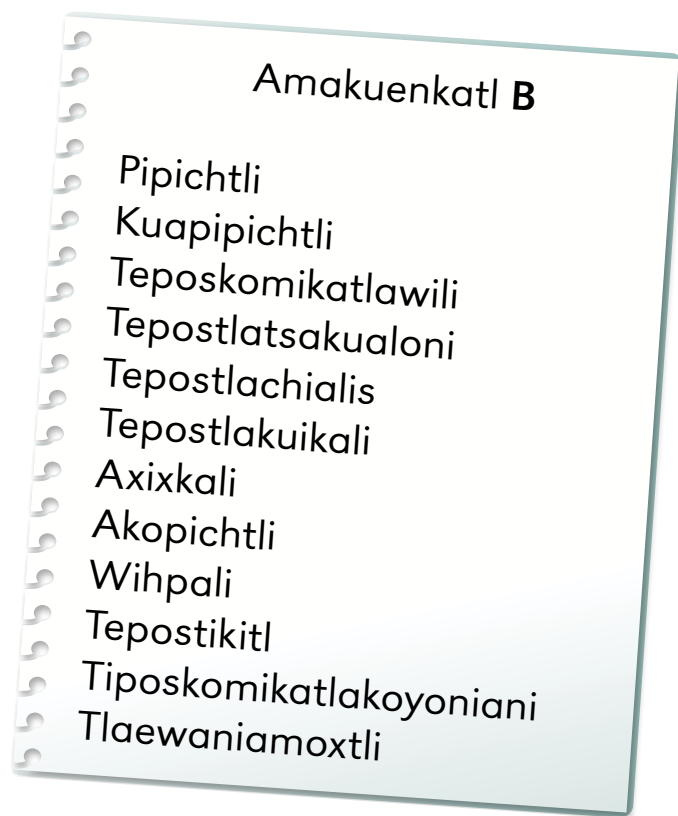 Amakuenkatl B
Pipichtli
Kuapipichtli
Teposkomikatlawili
Tepostlatsakualoni
Tepostlachialis
Tepostlakuikali
Axixkali
Akopichtli
Wihpali
Tepostikitl
Tiposkomikatlakoyoniani
Tlaewaniamoxtli